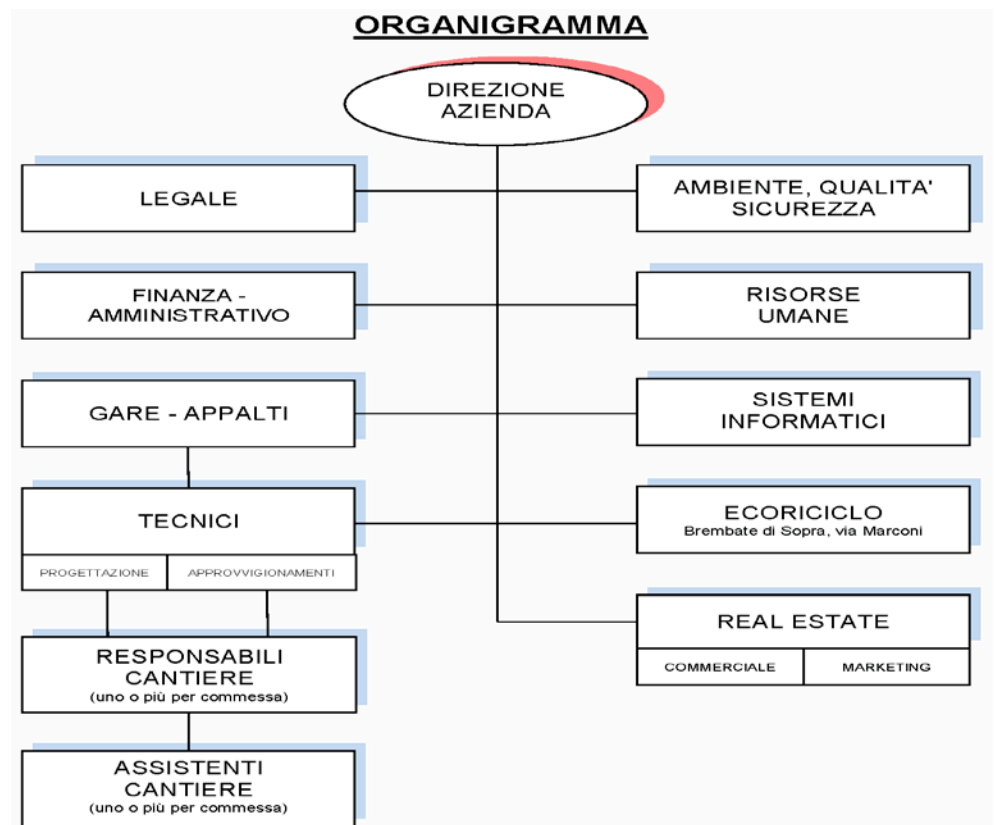 ORGANIGRAMMA
DIREZIONE
AZIENDA
LEGALE
AMBIENTE, QUALITA'
SICUREZZA
FINANZA -
AMMINISTRATIVO
RISORSE
UMANE
GARE - APPALTI
SISTEMI
INFORMATICI
TECNICI
PROGETTAZIONE
APPROVVIGIONAMENTI
ECORICICLO
Brembate di Sopra, via Marconi
RESPONSABILI
CANTIERE
(uno o più per commessa)
REAL ESTATE
COMMERCIALE
MARKETING
ASSISTENTI
CANTIERE
(uno o più per commessa)